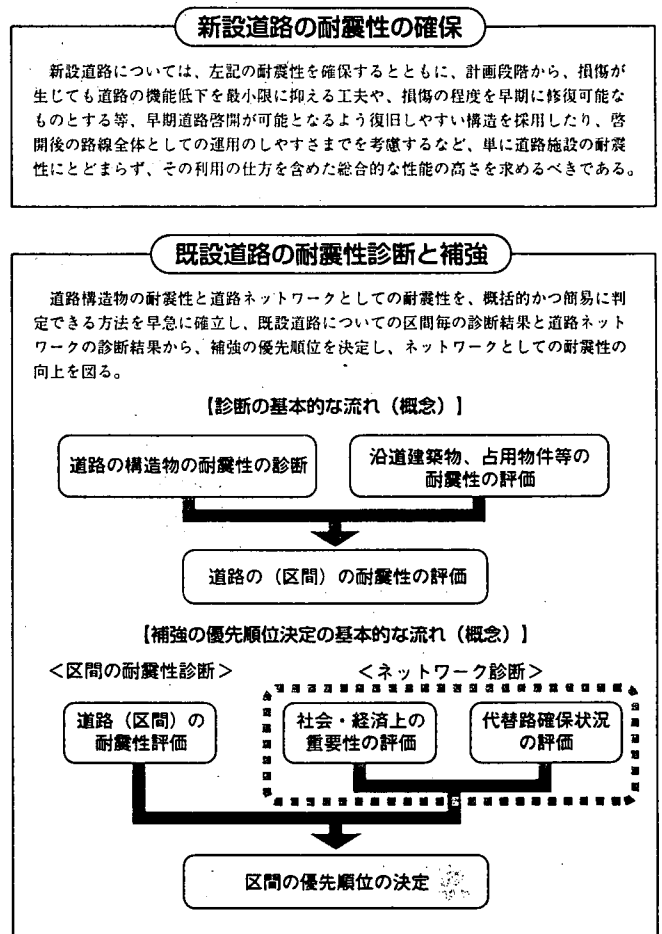 新設道路の耐震性の確保
新設道路については、左記の耐震性を確保するとともに、計画段階から、損傷が
生じても道路の機能低下を最小限に抑える工夫や、損傷の程度を早期に修復可能な
ものとする等、早期道路啓開が可能となるよう復旧しやすい構造を採用したり、啓
開後の路線全体としての運用のしやすさまでを考慮するなど、単に道路施設の耐震
性にとどまらず、その利用の仕方を含めた総合的な性能の高さを求めるべきである。
既設道路の耐震性診断と補強
道路構造物の耐震性と道路ネットワークとしての耐震性を、概括的かつ簡易に判
定できる方法を早急に確立し、既設道路についての区間毎の診断結果と道路ネット
ワークの診断結果から、補強の優先順位を決定し、ネットワークとしての耐震性の
向上を図る。
【診断の基本的な流れ（概念）】
道路の構造物の耐震性の診断
沿道建築物、占用物件等の
耐震性の評価
道路の（区間）の耐震性の評価
【補強の優先順位決定の基本的な流れ（概念）】
＜区間の耐震性診断＞
＜ネットワーク診断＞
道路（区間）の
耐震性評価
社会・経済上の
重要性の評価
代替路確保状況
の評価
区間の優先順位の決定